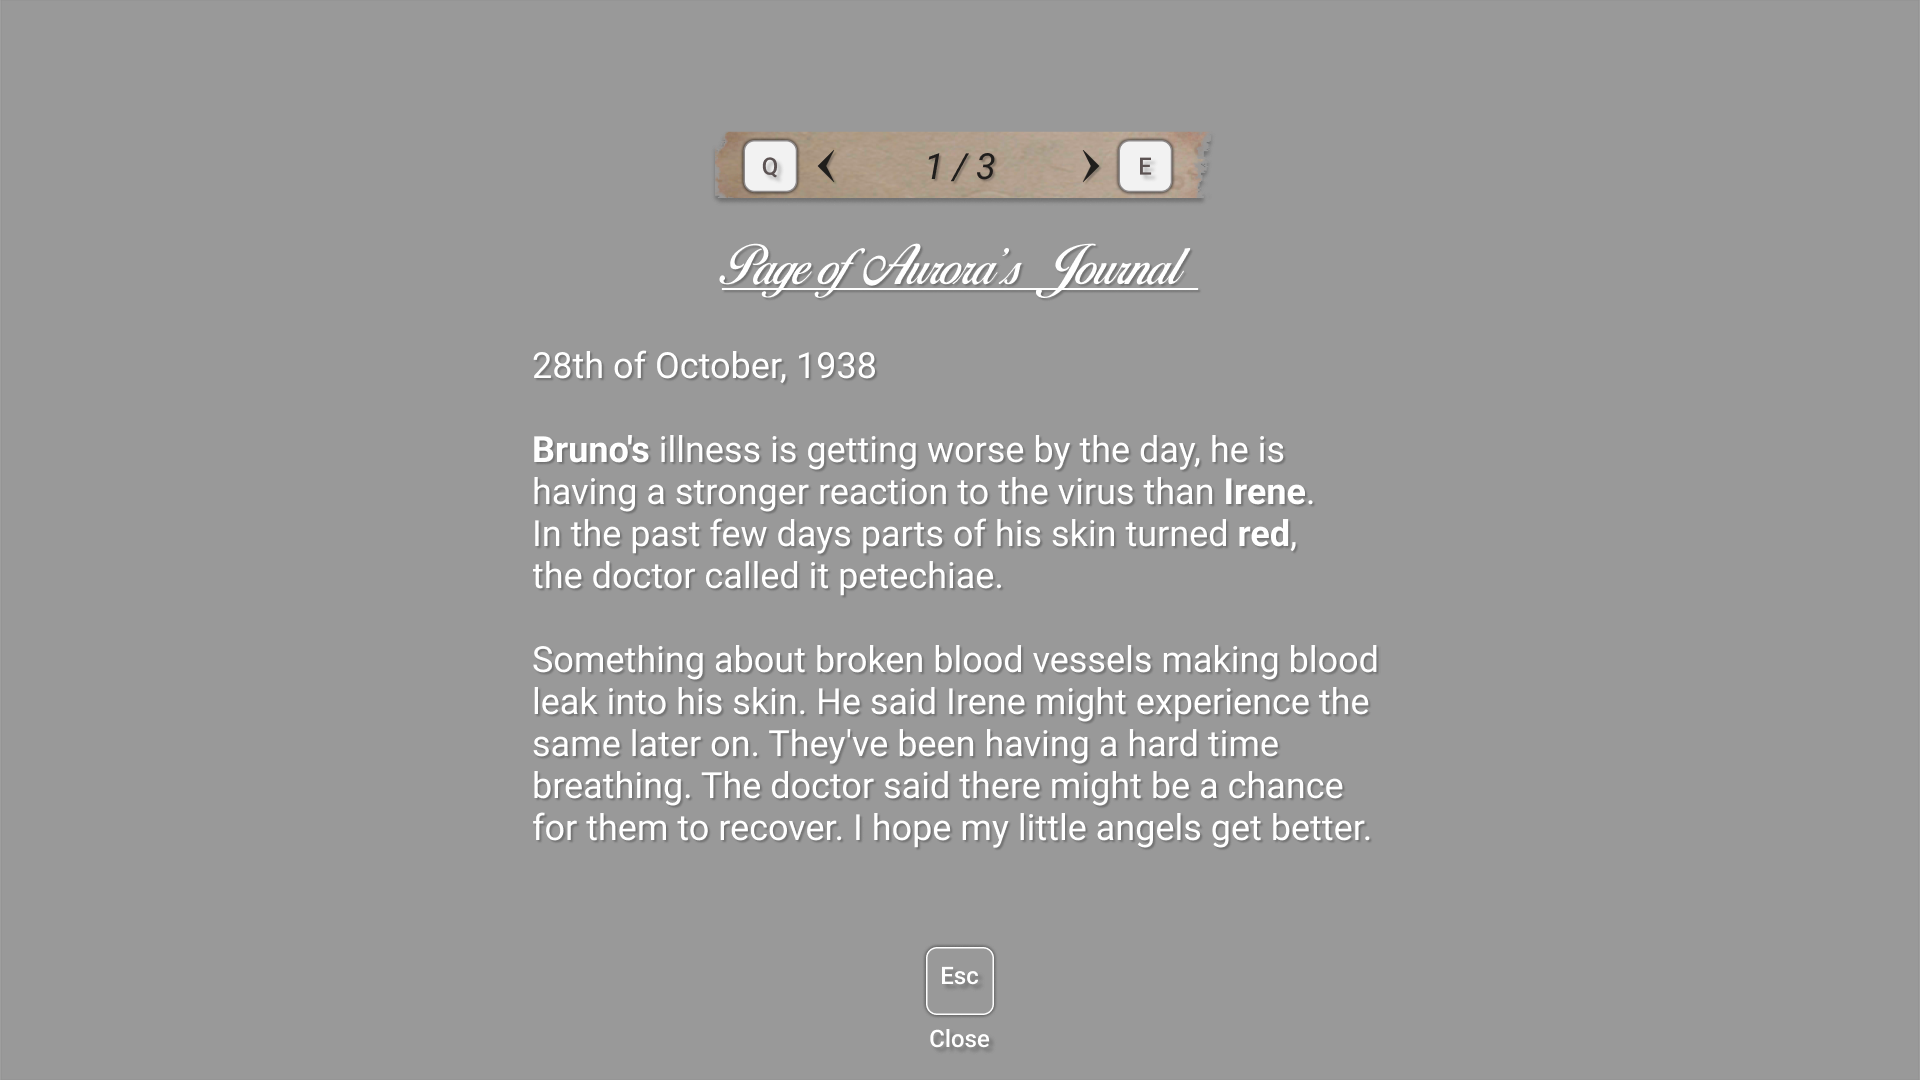 Q 1 / 3 E
Page of Aurora's Journal
28th of October, 1938
Bruno's illness is getting worse by the day, he is
having a stronger reaction to the virus than Irene.
In the past few days parts of his skin turned red,
the doctor called it petechiae.
Something about broken blood vessels making blood
leak into his skin. He said Irene might experience the
same later on. They've been having a hard time
breathing. The doctor said there might be a chance
for them to recover. I hope my little angels get better.
Esc
Close